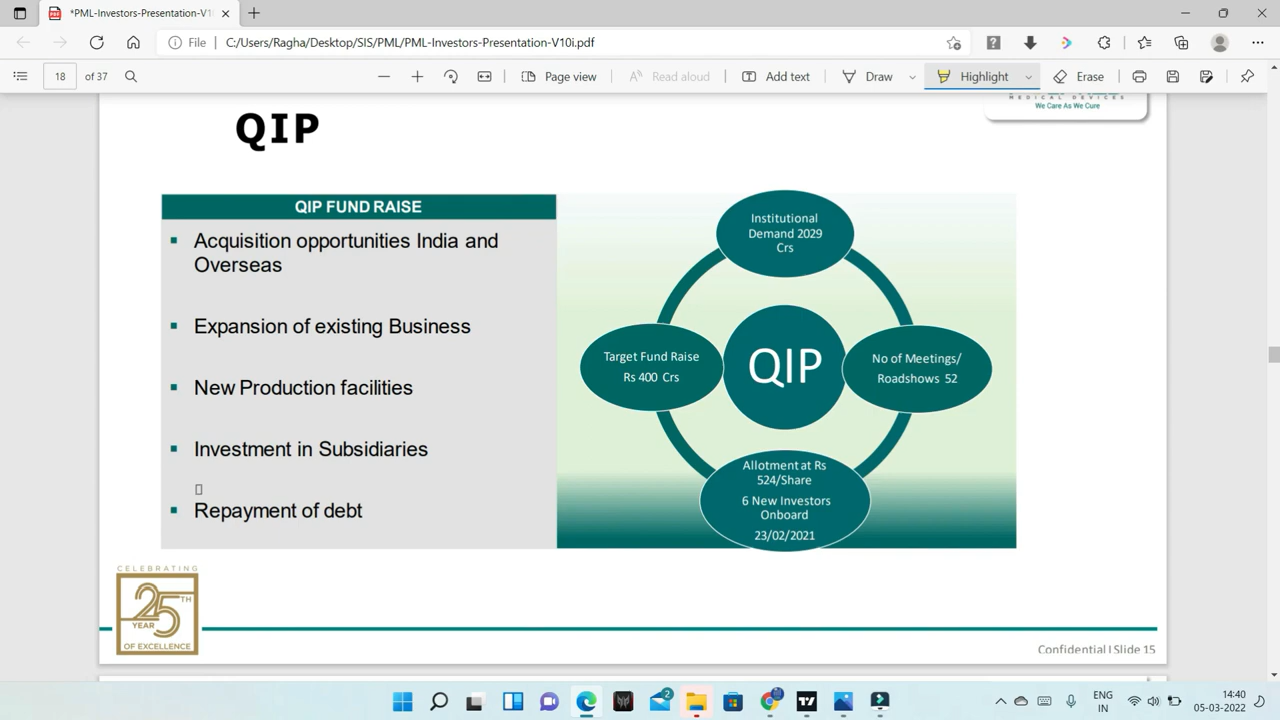 *PML-Investors-Presentation-V10i
File
C:/Users/Ragha/Desktop/SIS/PML/PML-Investors-Presentation-V10i.pdf
18 of 37
Page view
Read aloud
Add text
Draw
Highlight
Erase
MEDICAL DEVICES
We Care As We Cure
QIP
QIP FUND RAISE
▪ Acquisition opportunities India and
Overseas
▪ Expansion of existing Business
▪ New Production facilities
▪ Investment in Subsidiaries
▪ Repayment of debt
Institutional
Demand 2029
Crs
Target Fund Raise
Rs 400 Crs
QIP
No of Meetings/
Roadshows 52
Allotment at Rs
524/Share
6 New Investors
Onboard
23/02/2021
CELEBRATING
25TH
YEAR
OF EXCELLENCE
Confidential I Slide 15
2
ENG
IN
14:40
05-03-2022